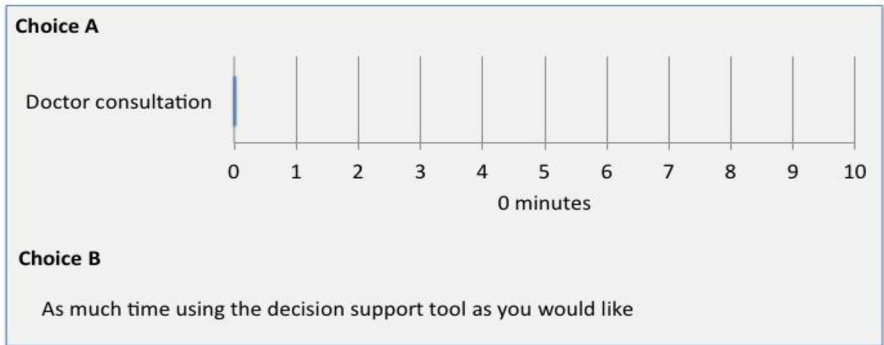 Choice A
Doctor consultation
0 1 2 3 4 5 6 7 8 9 10
0 minutes
Choice B
As much time using the decision support tool as you would like